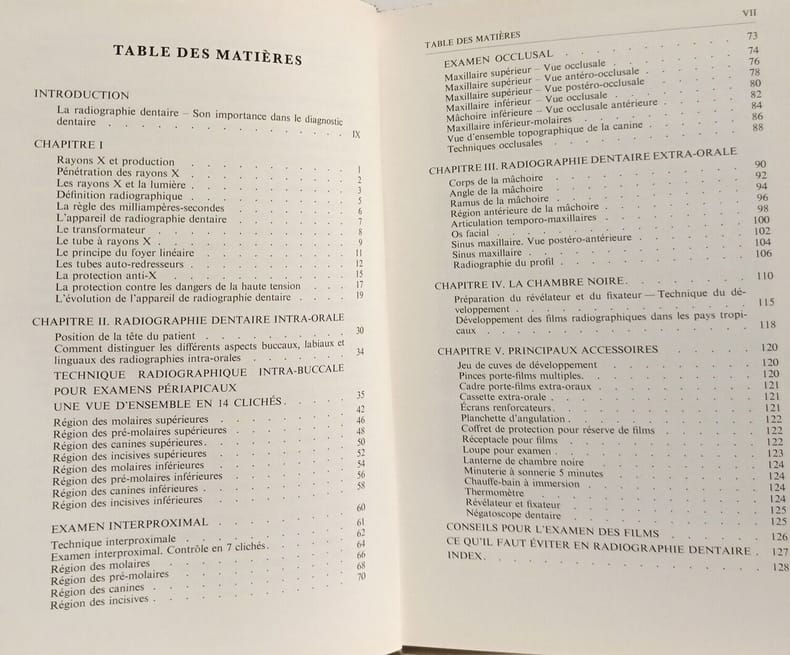 TABLE DES MATIÈRES
INTRODUCTION
La radiographie dentaire – Son importance dans le diagnostic
dentaire . . . . . . . . . . . . . . IX
CHAPITRE I
Rayons X et production . . . . . . . . . 1
Pénétration des rayons X . . . . . . . . . 2
Les rayons X et la lumière . . . . . . . . . 3
Définition radiographique . . . . . . . . . 5
La règle des milliampères-secondes . . . . . . . 6
L'appareil de radiographie dentaire . . . . . . . 7
Le transformateur . . . . . . . . . . 8
Le tube à rayons X . . . . . . . . . . 9
Le principe du foyer linéaire . . . . . . . . 11
Les tubes auto-redresseurs . . . . . . . . 12
La protection anti-X . . . . . . . . . 15
La protection contre les dangers de la haute tension . . . . 17
L'évolution de l'appareil de radiographie dentaire . . . . 19
CHAPITRE II. RADIOGRAPHIE DENTAIRE INTRA-ORALE
Position de la tête du patient . . . . . . . . 30
Comment distinguer les différents aspects buccaux, labiaux et
linguaux des radiographies intra-orales . . . . . . 34
TECHNIQUE RADIOGRAPHIQUE INTRA-BUCCALE
POUR EXAMENS PÉRIAPICAUX
UNE VUE D'ENSEMBLE EN 14 CLICHÉS . . . . 35
Région des molaires supérieures . . . . . . . 42
Région des pré-molaires supérieures . . . . . . . 46
Région des canines supérieures . . . . . . . 48
Région des incisives supérieures . . . . . . . 50
Région des molaires inférieures . . . . . . . 52
Région des pré-molaires inférieures . . . . . . . 54
Région des canines inférieures . . . . . . . 56
Région des incisives inférieures . . . . . . . 58
EXAMEN INTERPROXIMAL . . . . . . . 60
Technique interproximale . . . . . . . . 61
Examen interproximal. Contrôle en 7 clichés . . . . . 62
Région des molaires . . . . . . . . . 64
Région des pré-molaires . . . . . . . . . 66
Région des canines . . . . . . . . . 68
Région des incisives . . . . . . . . . 70
TABLE DES MATIÈRES VII
EXAMEN OCCLUSAL . . . . . . . . 73
Maxillaire supérieur – Vue occlusale . . . . . . 74
Maxillaire supérieur – Vue antéro-occlusale . . . . . 76
Maxillaire supérieur – Vue postéro-occlusale . . . . . 78
Maxillaire inférieur – Vue occlusale . . . . . . 80
Mâchoire inférieure – Vue occlusale antérieure . . . . 82
Maxillaire inférieur-molaires . . . . . . . 84
Vue d'ensemble topographique de la canine . . . . . 86
Techniques occlusales . . . . . . . . . 88
CHAPITRE III. RADIOGRAPHIE DENTAIRE EXTRA-ORALE
Corps de la mâchoire . . . . . . . . . 90
Angle de la mâchoire . . . . . . . . . 92
Ramus de la mâchoire . . . . . . . . . 94
Région antérieure de la mâchoire . . . . . . . 96
Articulation temporo-maxillaires . . . . . . . 98
Os facial . . . . . . . . . . . 100
Sinus maxillaire. Vue postéro-antérieure . . . . . . 102
Sinus maxillaire . . . . . . . . . . 104
Radiographie du profil . . . . . . . . . 106
CHAPITRE IV. LA CHAMBRE NOIRE . . . . . . 110
Préparation du révélateur et du fixateur — Technique du dé-
veloppement . . . . . . . . . . 115
Développement des films radiographiques dans les pays tropi-
caux . . . . . . . . . . . . 118
CHAPITRE V. PRINCIPAUX ACCESSOIRES . . . . . 120
Jeu de cuves de développement . . . . . . . 120
Pinces porte-films multiples . . . . . . . . 120
Cadre porte-films extra-oraux . . . . . . . 121
Cassette extra-orale . . . . . . . . . 121
Écrans renforcateurs . . . . . . . . . 121
Planchette d'angulation . . . . . . . . . 122
Coffret de protection pour réserve de films . . . . . 122
Réceptacle pour films . . . . . . . . . 122
Loupe pour examen . . . . . . . . . 123
Lanterne de chambre noire . . . . . . . . 124
Minuterie à sonnerie 5 minutes . . . . . . . 124
Chauffe-bain à immersion . . . . . . . . 124
Thermomètre . . . . . . . . . . 124
Révélateur et fixateur . . . . . . . . . 125
Négatoscope dentaire . . . . . . . . . 125
CONSEILS POUR L'EXAMEN DES FILMS . . . . . 126
CE QU'IL FAUT ÉVITER EN RADIOGRAPHIE DENTAIRE . 127
INDEX . . . . . . . . . . . . 128